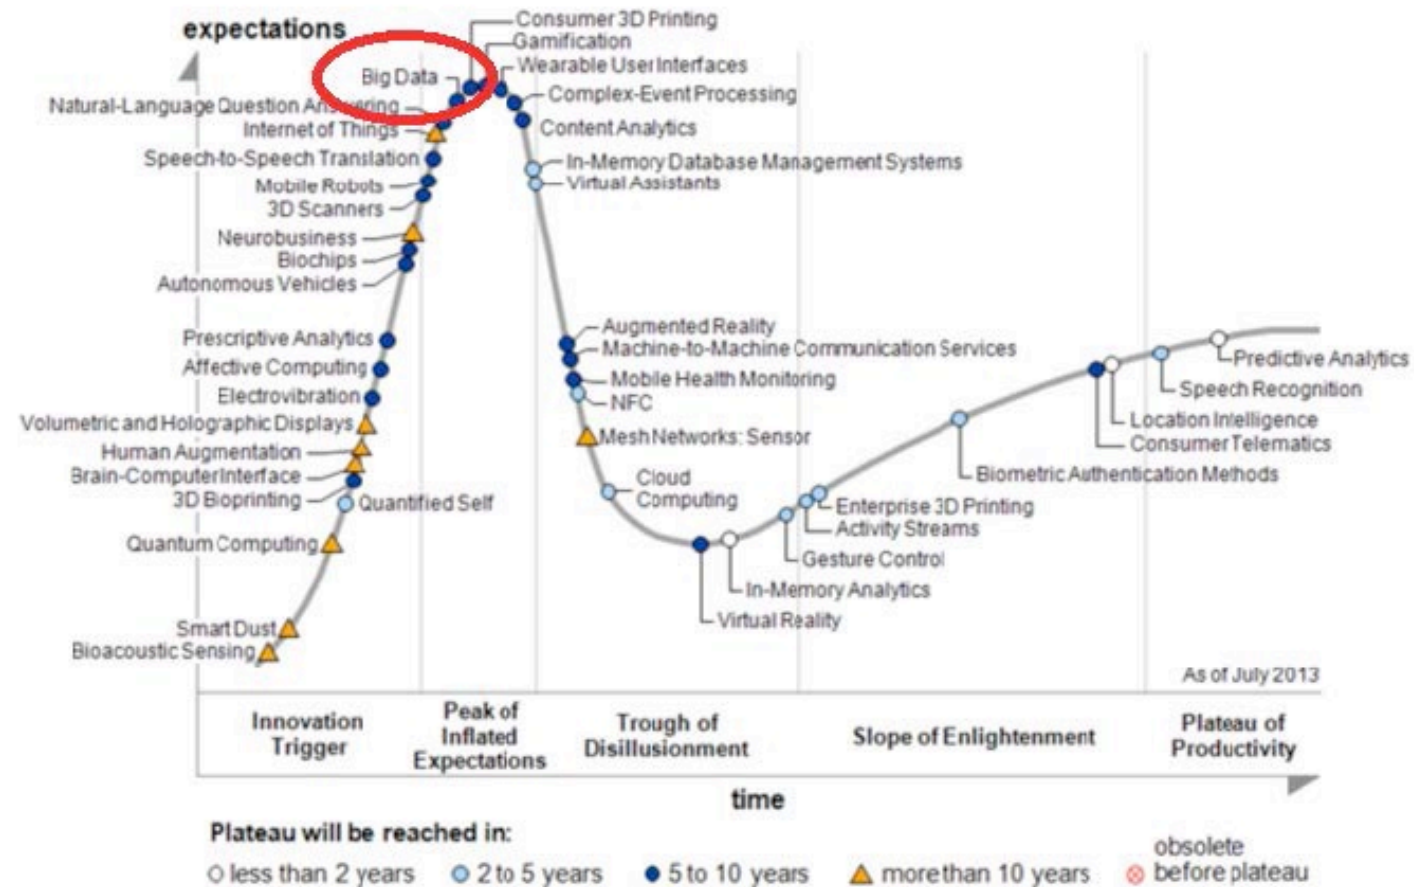 expectations
Consumer 3D Printing
Gamification
Wearable User Interfaces
Big Data
Complex-Event Processing
Natural-Language Question Answering
Internet of Things
Content Analytics
Speech-to-Speech Translation
In-Memory Database Management Systems
Mobile Robots
Virtual Assistants
3D Scanners
Neurobusiness
Biochips
Autonomous Vehicles
Augmented Reality
Prescriptive Analytics
Machine-to-Machine Communication Services
Affective Computing
Mobile Health Monitoring
Electrovibration
NFC
Volumetric and Holographic Displays
Mesh Networks: Sensor
Human Augmentation
Brain-Computer Interface
3D Bioprinting
Quantified Self
Cloud
Computing
Quantum Computing
Smart Dust
Bioacoustic Sensing
Predictive Analytics
Speech Recognition
Location Intelligence
Consumer Telematics
Biometric Authentication Methods
Enterprise 3D Printing
Activity Streams
Gesture Control
In-Memory Analytics
Virtual Reality
As of July 2013
Innovation
Trigger
Peak of
Inflated
Expectations
Trough of
Disillusionment
Slope of Enlightenment
Plateau of
Productivity
time
Plateau will be reached in:
less than 2 years
2 to 5 years
5 to 10 years
more than 10 years
obsolete
before plateau